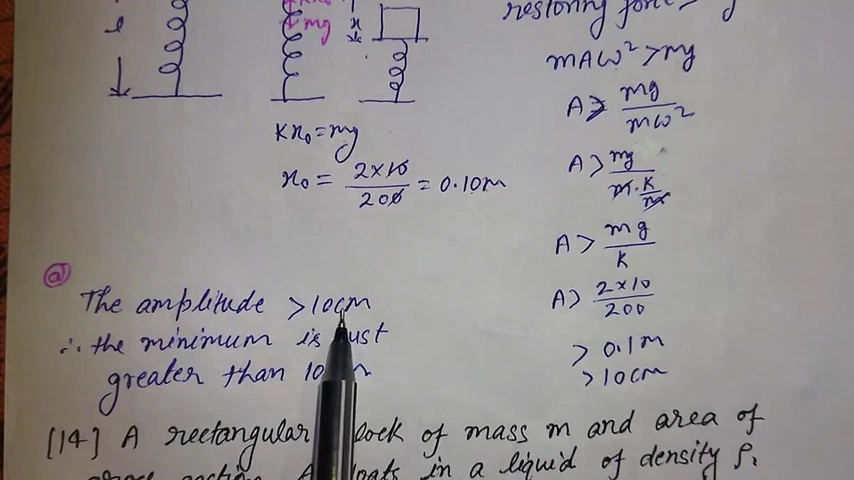 restoring force >
mg
x
mAω² > mg
A > mg/mω²
Kx₀ = mg
x₀ = 2×10/200 = 0.10m
A > mg/m·K/m
A > mg/K
A > 2×10/200
> 0.1m
> 10cm
(a)
The amplitude > 10cm
∴ the minimum is just
greater than 10
[14] A rectangular block of mass m and area of
in a liquid of density ρ.